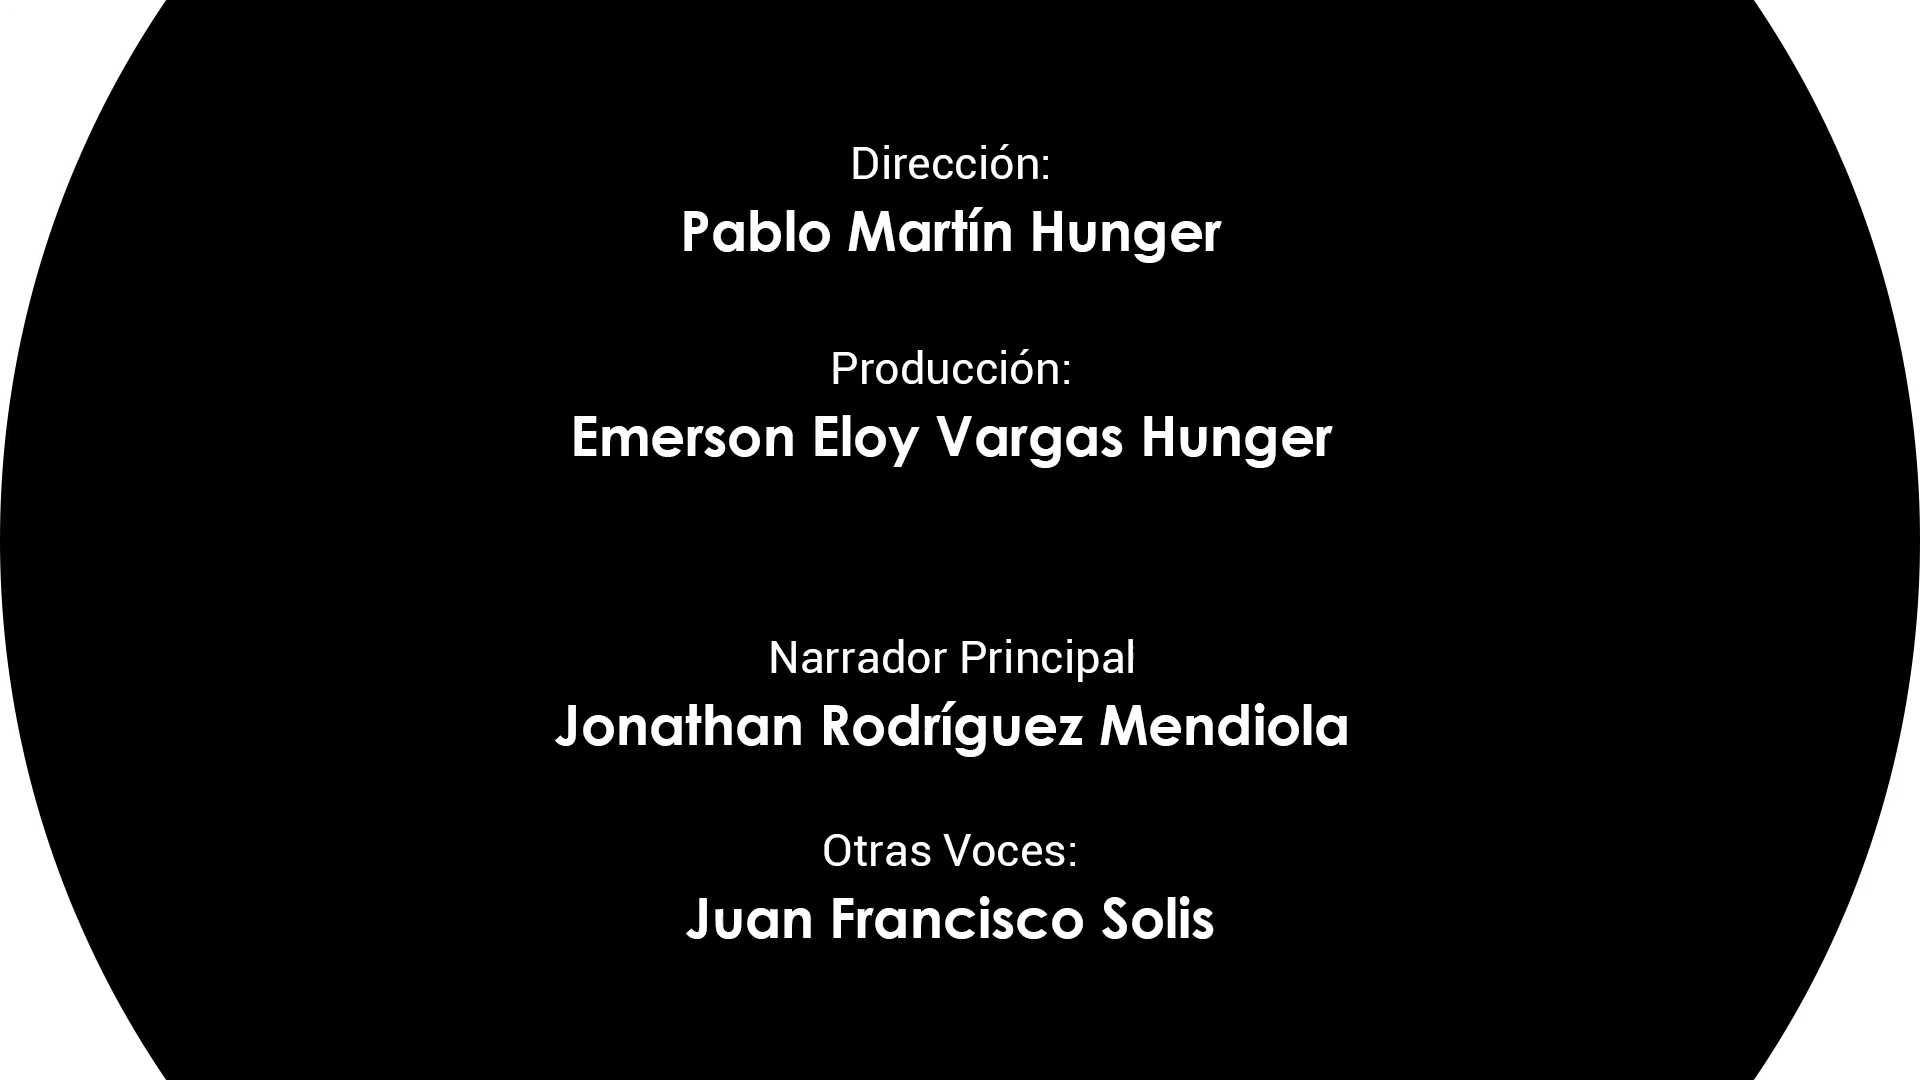 Dirección:
Pablo Martín Hunger
Producción:
Emerson Eloy Vargas Hunger
Narrador Principal
Jonathan Rodríguez Mendiola
Otras Voces:
Juan Francisco Solis